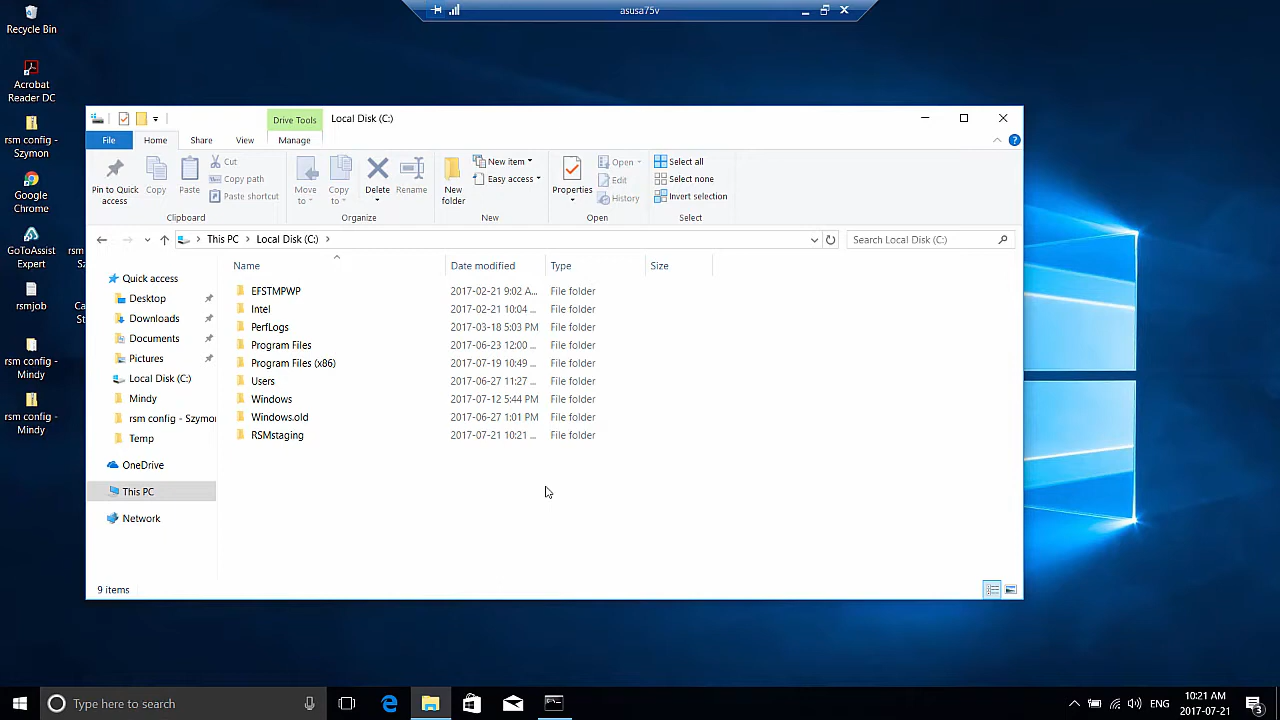 asusa75v
Recycle Bin
Acrobat
Reader DC
rsm config -
Szymon
Google
Chrome
GoToAssist
Expert
rsmjob
rsm config -
Mindy
rsm config -
Mindy
Drive Tools
Local Disk (C:)
File
Home
Share
View
Manage
Pin to Quick
access
Copy
Paste
Cut
Copy path
Paste shortcut
Clipboard
Move
to
Copy
to
Delete
Rename
Organize
New
folder
New item
Easy access
New
Properties
Open
Edit
History
Open
Select all
Select none
Invert selection
Select
This PC
Local Disk (C:)
Search Local Disk (C:)
Quick access
Desktop
Downloads
Documents
Pictures
Local Disk (C:)
Mindy
rsm config - Szymor
Temp
OneDrive
This PC
Network
Name Date modified Type Size
EFSTMPWP 2017-02-21 9:02 A... File folder
Intel 2017-02-21 10:04 ... File folder
PerfLogs 2017-03-18 5:03 PM File folder
Program Files 2017-06-23 12:00 ... File folder
Program Files (x86) 2017-07-19 10:49 ... File folder
Users 2017-06-27 11:27 ... File folder
Windows 2017-07-12 5:44 PM File folder
Windows.old 2017-06-27 1:01 PM File folder
RSMstaging 2017-07-21 10:21 ... File folder
9 items
Type here to search
ENG
10:21 AM
2017-07-21
3